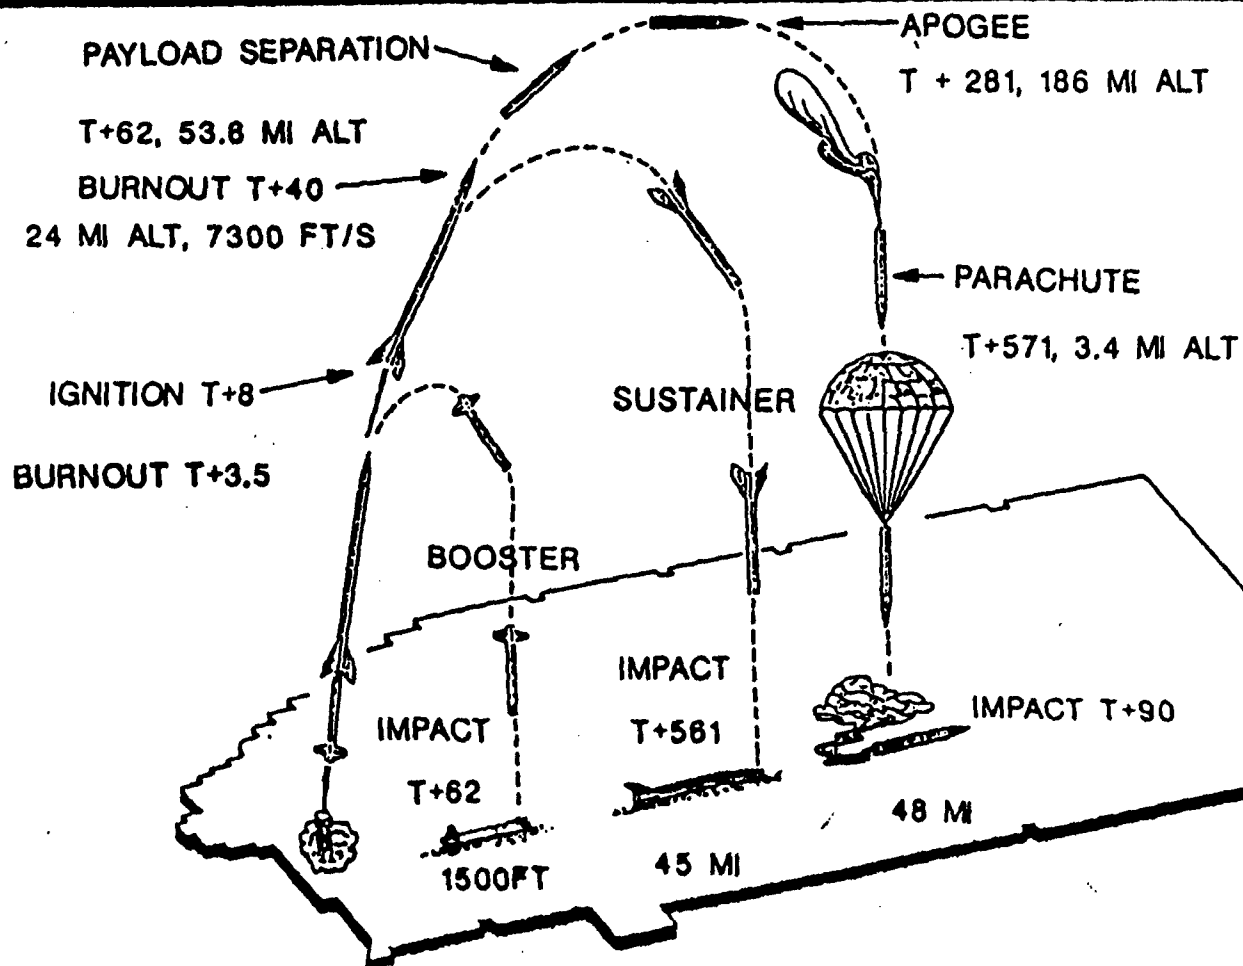 APOGEE
T + 281, 186 MI ALT
PAYLOAD SEPARATION
T+62, 53.8 MI ALT
BURNOUT T+40
24 MI ALT, 7300 FT/S
PARACHUTE
T+571, 3.4 MI ALT
IGNITION T+8
SUSTAINER
BURNOUT T+3.5
BOOSTER
IMPACT
T+561
IMPACT T+90
IMPACT
T+62
48 MI
45 MI
1500FT